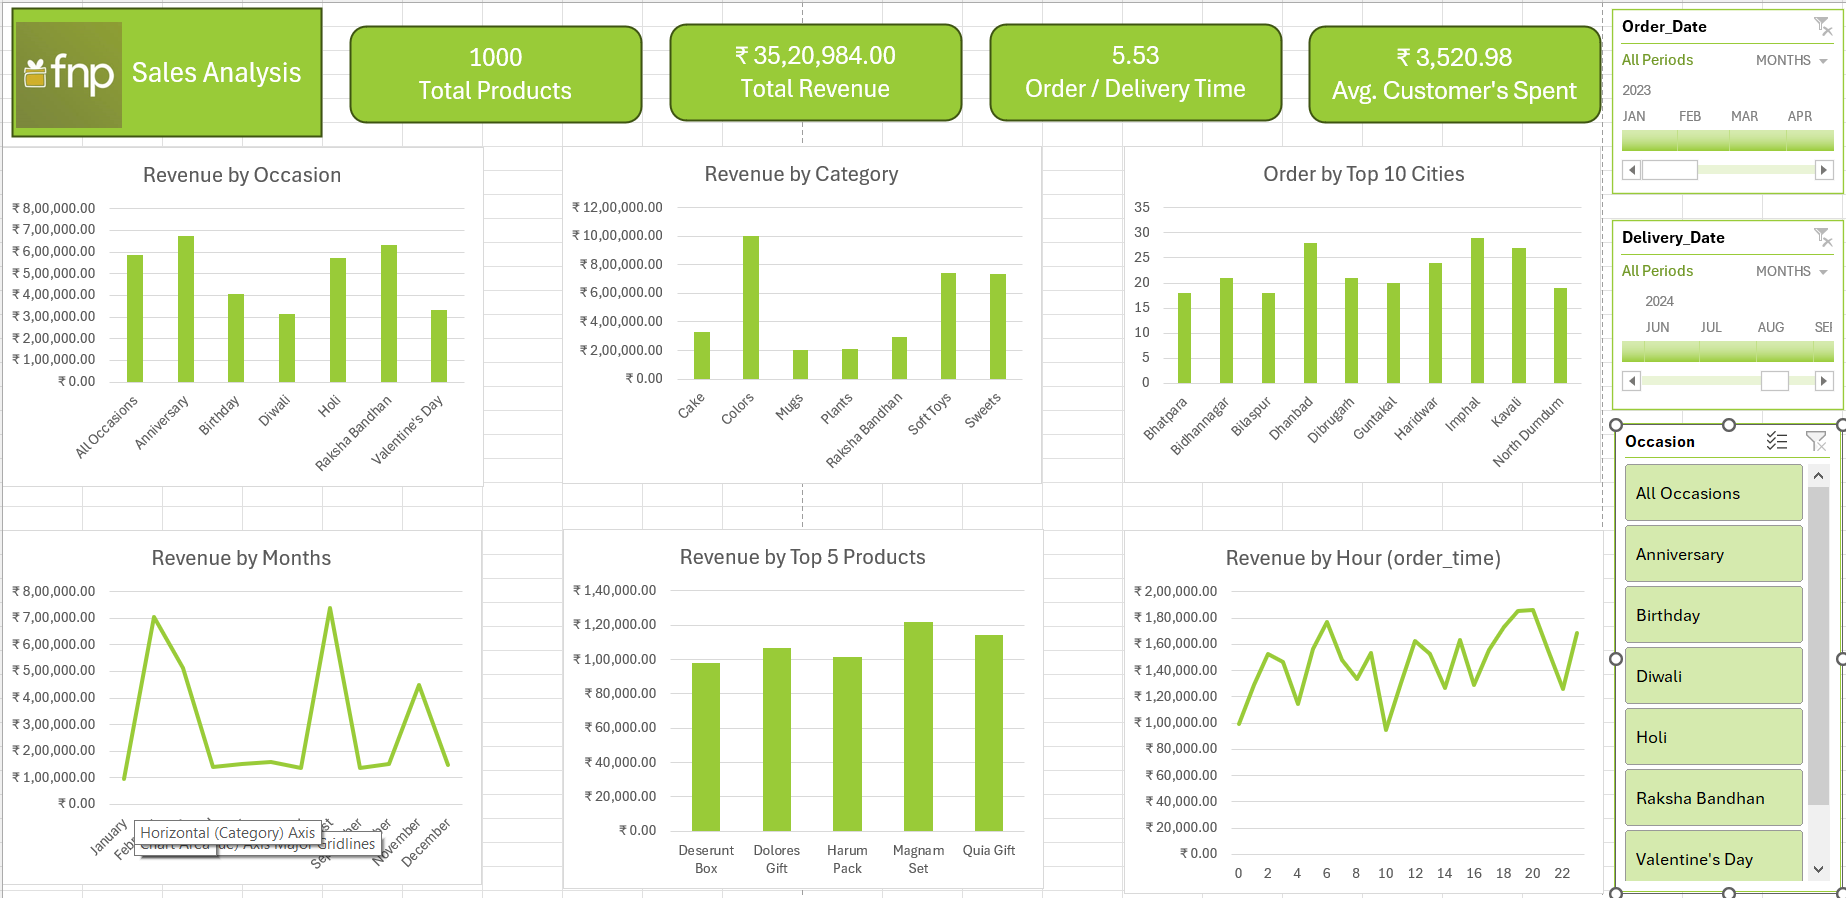 fnp
Sales Analysis
1000
Total Products
₹ 35,20,984.00
Total Revenue
5.53
Order / Delivery Time
₹ 3,520.98
Avg. Customer's Spent
Order_Date
All Periods MONTHS
2023
JAN FEB MAR APR
Revenue by Occasion
₹ 8,00,000.00
₹ 7,00,000.00
₹ 6,00,000.00
₹ 5,00,000.00
₹ 4,00,000.00
₹ 3,00,000.00
₹ 2,00,000.00
₹ 1,00,000.00
₹ 0.00
All Occasions
Anniversary
Birthday
Diwali
Holi
Raksha Bandhan
Valentine's Day
Revenue by Category
₹ 12,00,000.00
₹ 10,00,000.00
₹ 8,00,000.00
₹ 6,00,000.00
₹ 4,00,000.00
₹ 2,00,000.00
₹ 0.00
Cake
Colors
Mugs
Plants
Raksha Bandhan
Soft Toys
Sweets
Order by Top 10 Cities
35
30
25
20
15
10
5
0
Bhatpara
Bidhannagar
Bilaspur
Dhanbad
Dibrugarh
Guntakal
Haridwar
Imphal
Kavali
North Dumdum
Delivery_Date
All Periods MONTHS
2024
JUN JUL AUG SEI
Occasion
All Occasions
Anniversary
Birthday
Diwali
Holi
Raksha Bandhan
Valentine's Day
Revenue by Months
₹ 8,00,000.00
₹ 7,00,000.00
₹ 6,00,000.00
₹ 5,00,000.00
₹ 4,00,000.00
₹ 3,00,000.00
₹ 2,00,000.00
₹ 1,00,000.00
₹ 0.00
January
November
December
Horizontal (Category) Axis
Chart Area
Axis Major Gridlines
Revenue by Top 5 Products
₹ 1,40,000.00
₹ 1,20,000.00
₹ 1,00,000.00
₹ 80,000.00
₹ 60,000.00
₹ 40,000.00
₹ 20,000.00
₹ 0.00
Deserunt
Box
Dolores
Gift
Harum
Pack
Magnam
Set
Quia Gift
Revenue by Hour (order_time)
₹ 2,00,000.00
₹ 1,80,000.00
₹ 1,60,000.00
₹ 1,40,000.00
₹ 1,20,000.00
₹ 1,00,000.00
₹ 80,000.00
₹ 60,000.00
₹ 40,000.00
₹ 20,000.00
₹ 0.00
0 2 4 6 8 10 12 14 16 18 20 22